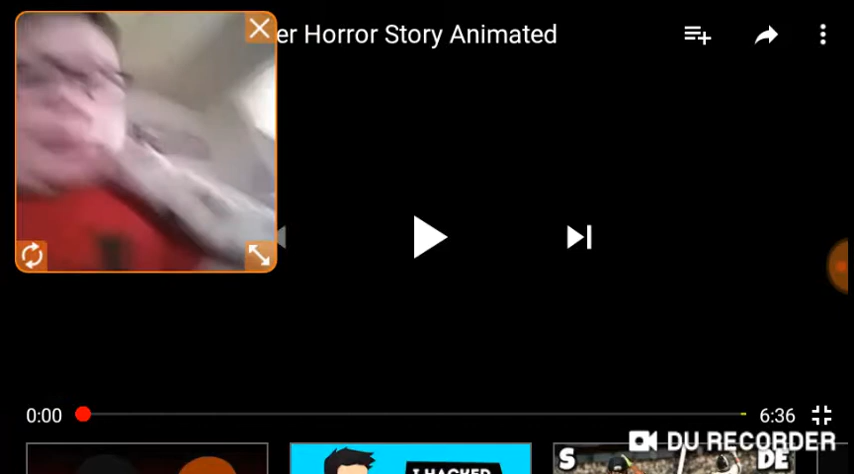 er Horror Story Animated
0:00
6:36
DU RECORDER
I HACKED
S
DE